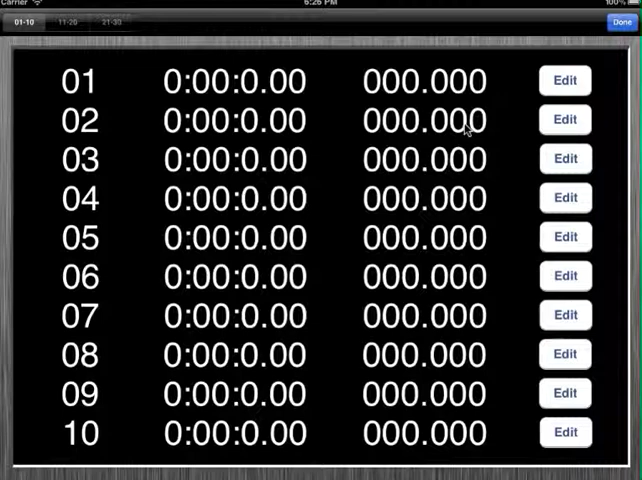 Carrier 6:26 PM 100%
01-10 11-20 21-30 Done
01 0:00:0.00 000.000 Edit
02 0:00:0.00 000.000 Edit
03 0:00:0.00 000.000 Edit
04 0:00:0.00 000.000 Edit
05 0:00:0.00 000.000 Edit
06 0:00:0.00 000.000 Edit
07 0:00:0.00 000.000 Edit
08 0:00:0.00 000.000 Edit
09 0:00:0.00 000.000 Edit
10 0:00:0.00 000.000 Edit